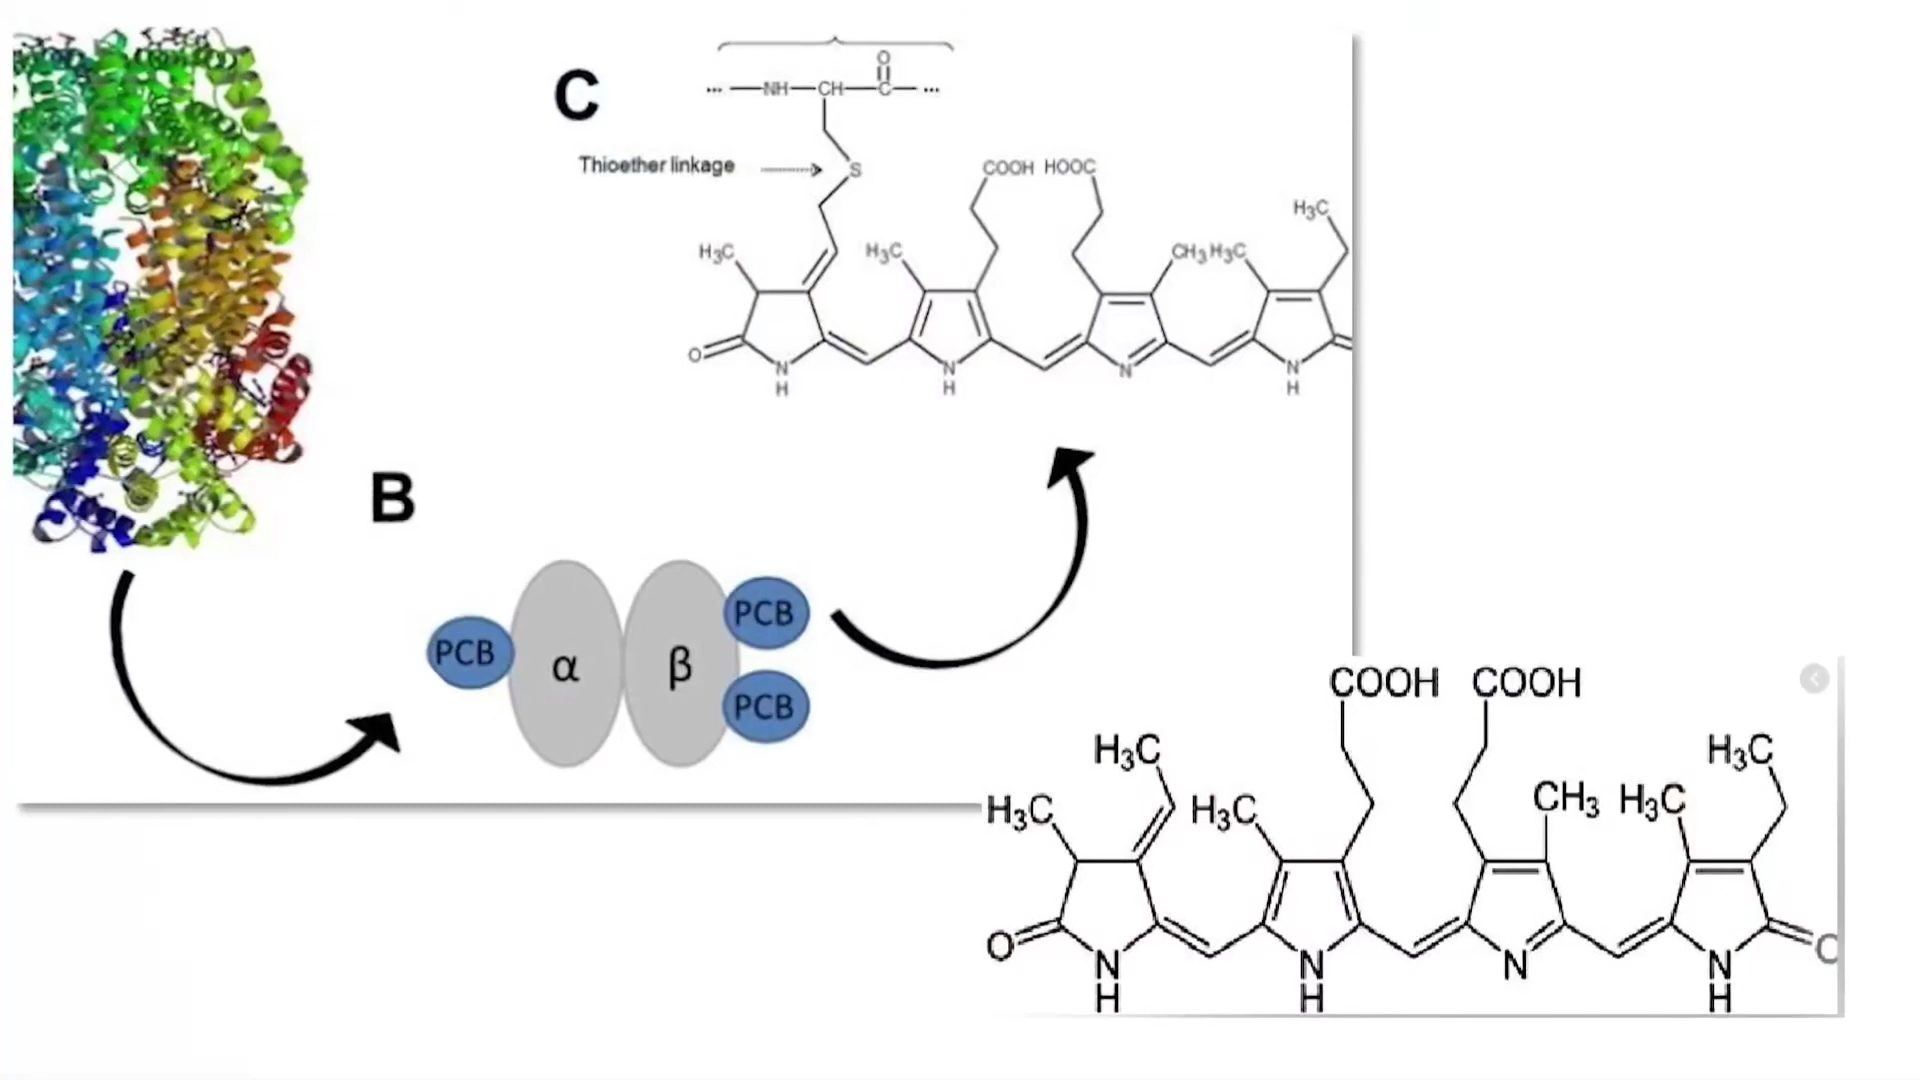 C
... NH CH C ...
O
Thioether linkage
S
COOH HOOC
H₃C
H₃C
H₃C
CH₃ H₃C
O
N
H
N
H
N
N
H
B
PCB
α
β
PCB
PCB
COOH COOH
H₃C
H₃C
H₃C
H₃C
CH₃
H₃C
O
N
H
N
H
N
N
H
O